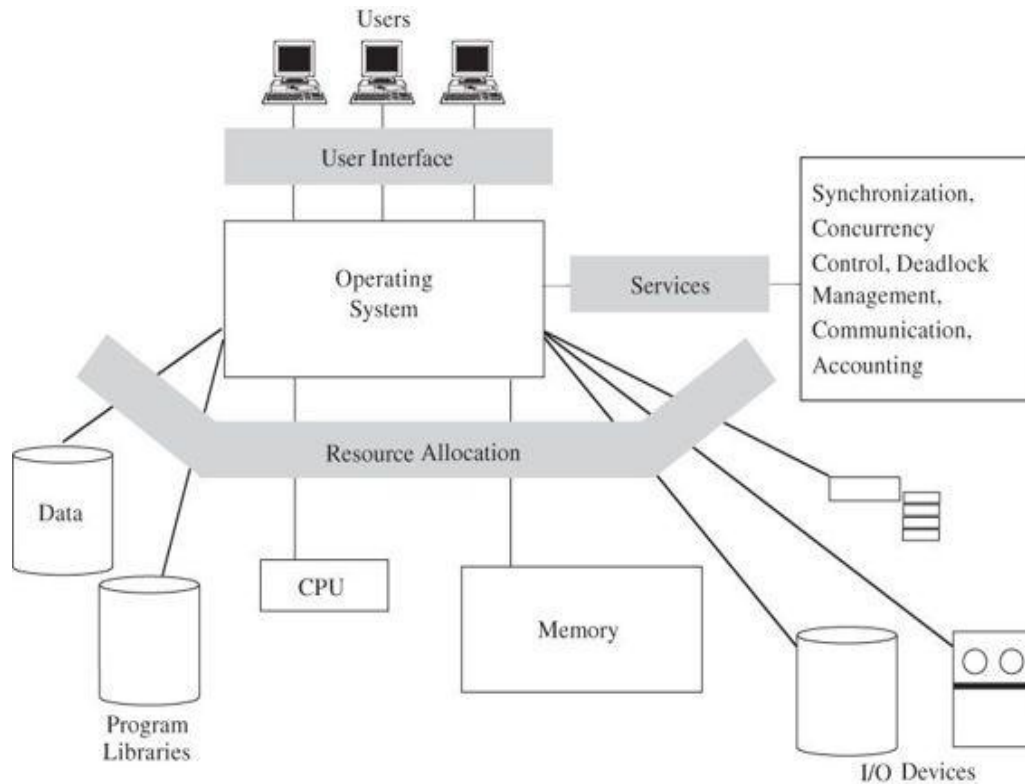 Users
User Interface
Operating
System
Services
Synchronization,
Concurrency
Control, Deadlock
Management,
Communication,
Accounting
Resource Allocation
Data
CPU
Memory
Program
Libraries
I/O Devices